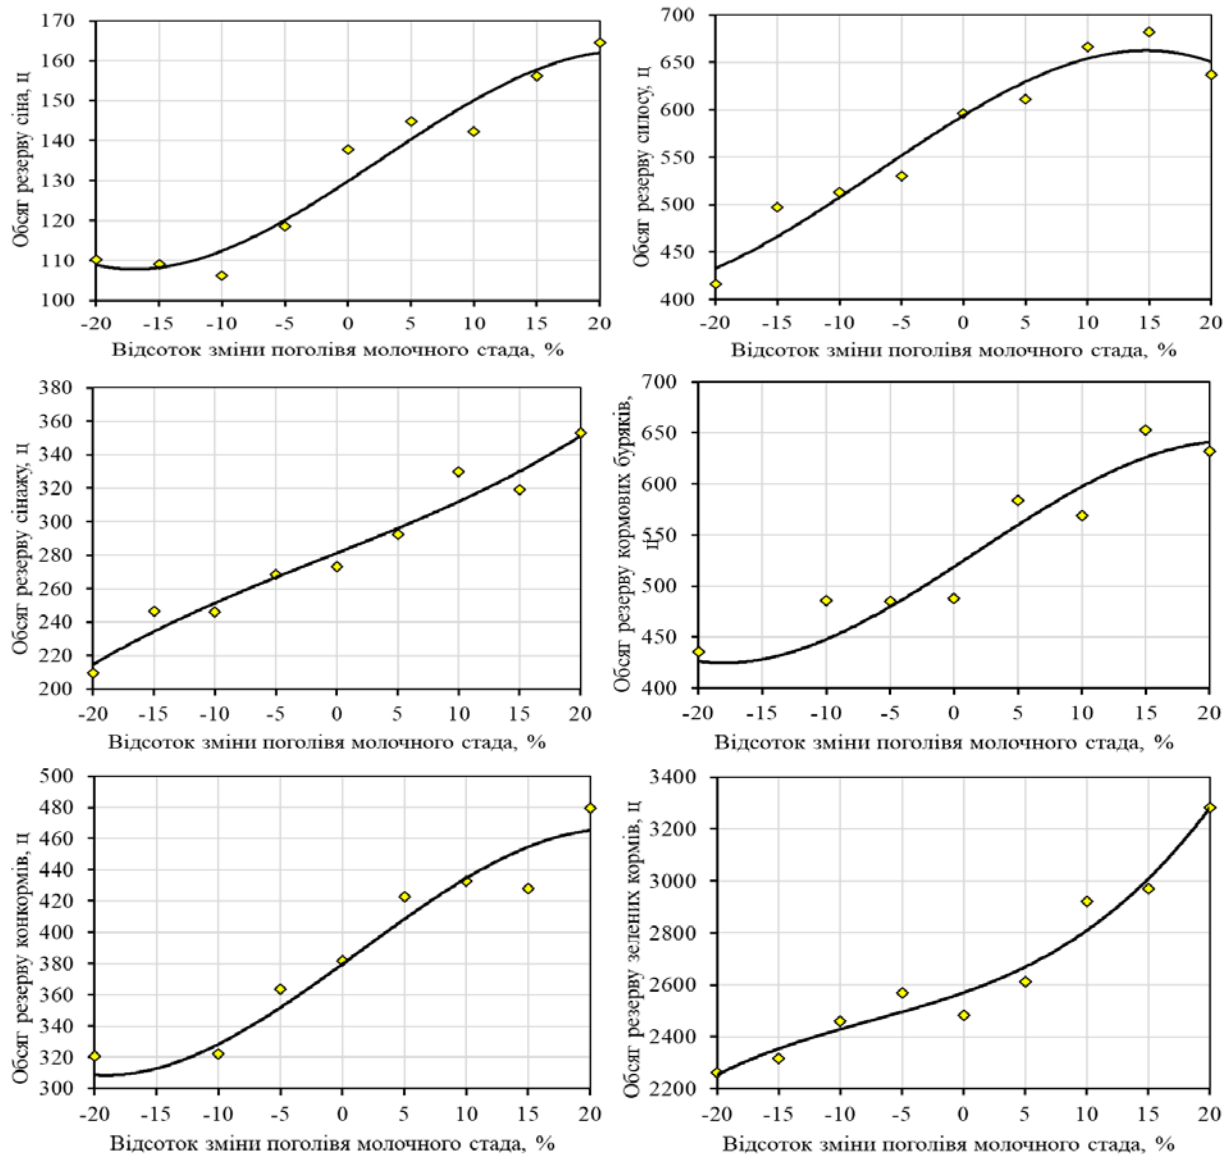 Обсяг резерву сіна, ц
170
160
150
140
130
120
110
100
-20 -15 -10 -5 0 5 10 15 20
Відсоток зміни поголівя молочного стада, %
Обсяг резерву силосу, ц
700
650
600
550
500
450
400
-20 -15 -10 -5 0 5 10 15 20
Відсоток зміни поголівя молочного стада, %
Обсяг резерву сінажу, ц
380
360
340
320
300
280
260
240
220
200
-20 -15 -10 -5 0 5 10 15 20
Відсоток зміни поголівя молочного стада, %
Обсяг резерву кормових буряків,
ц
700
650
600
550
500
450
400
-20 -15 -10 -5 0 5 10 15 20
Відсоток зміни поголівя молочного стада, %
Обсяг резерву конкормів, ц
500
480
460
440
420
400
380
360
340
320
300
-20 -15 -10 -5 0 5 10 15 20
Відсоток зміни поголівя молочного стада, %
Обсяг резерву зелених кормів, ц
3400
3200
3000
2800
2600
2400
2200
-20 -15 -10 -5 0 5 10 15 20
Відсоток зміни поголівя молочного стада, %